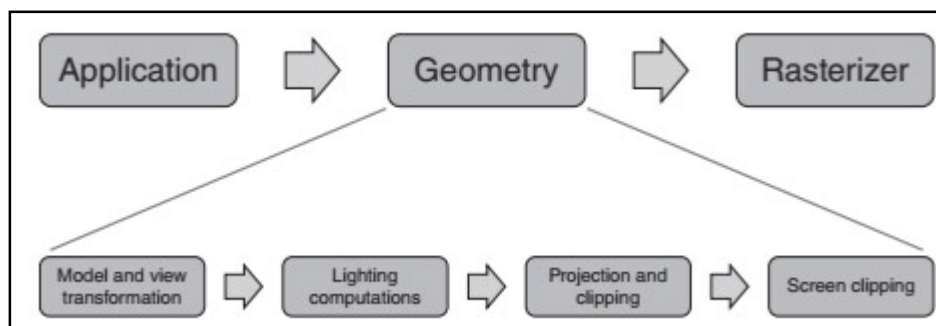 Application
Geometry
Rasterizer
Model and view
transformation
Lighting
computations
Projection and
clipping
Screen clipping